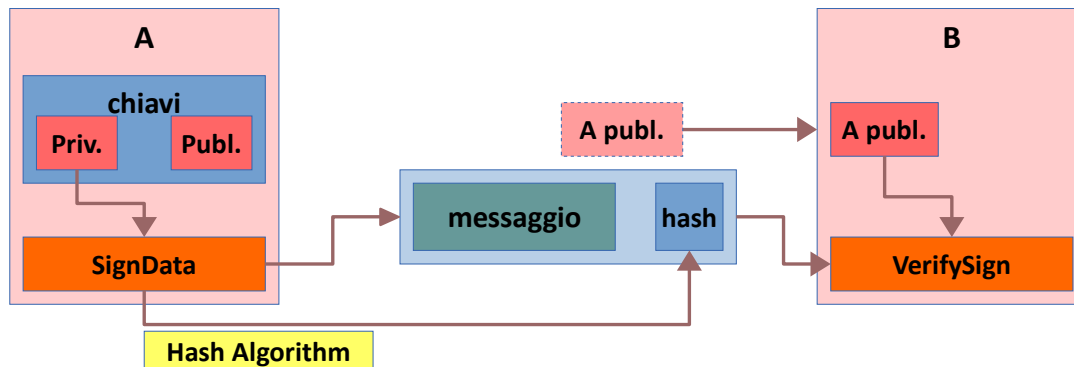 A
B
chiavi
Priv.
Publ.
A publ.
A publ.
messaggio
hash
SignData
VerifySign
Hash Algorithm